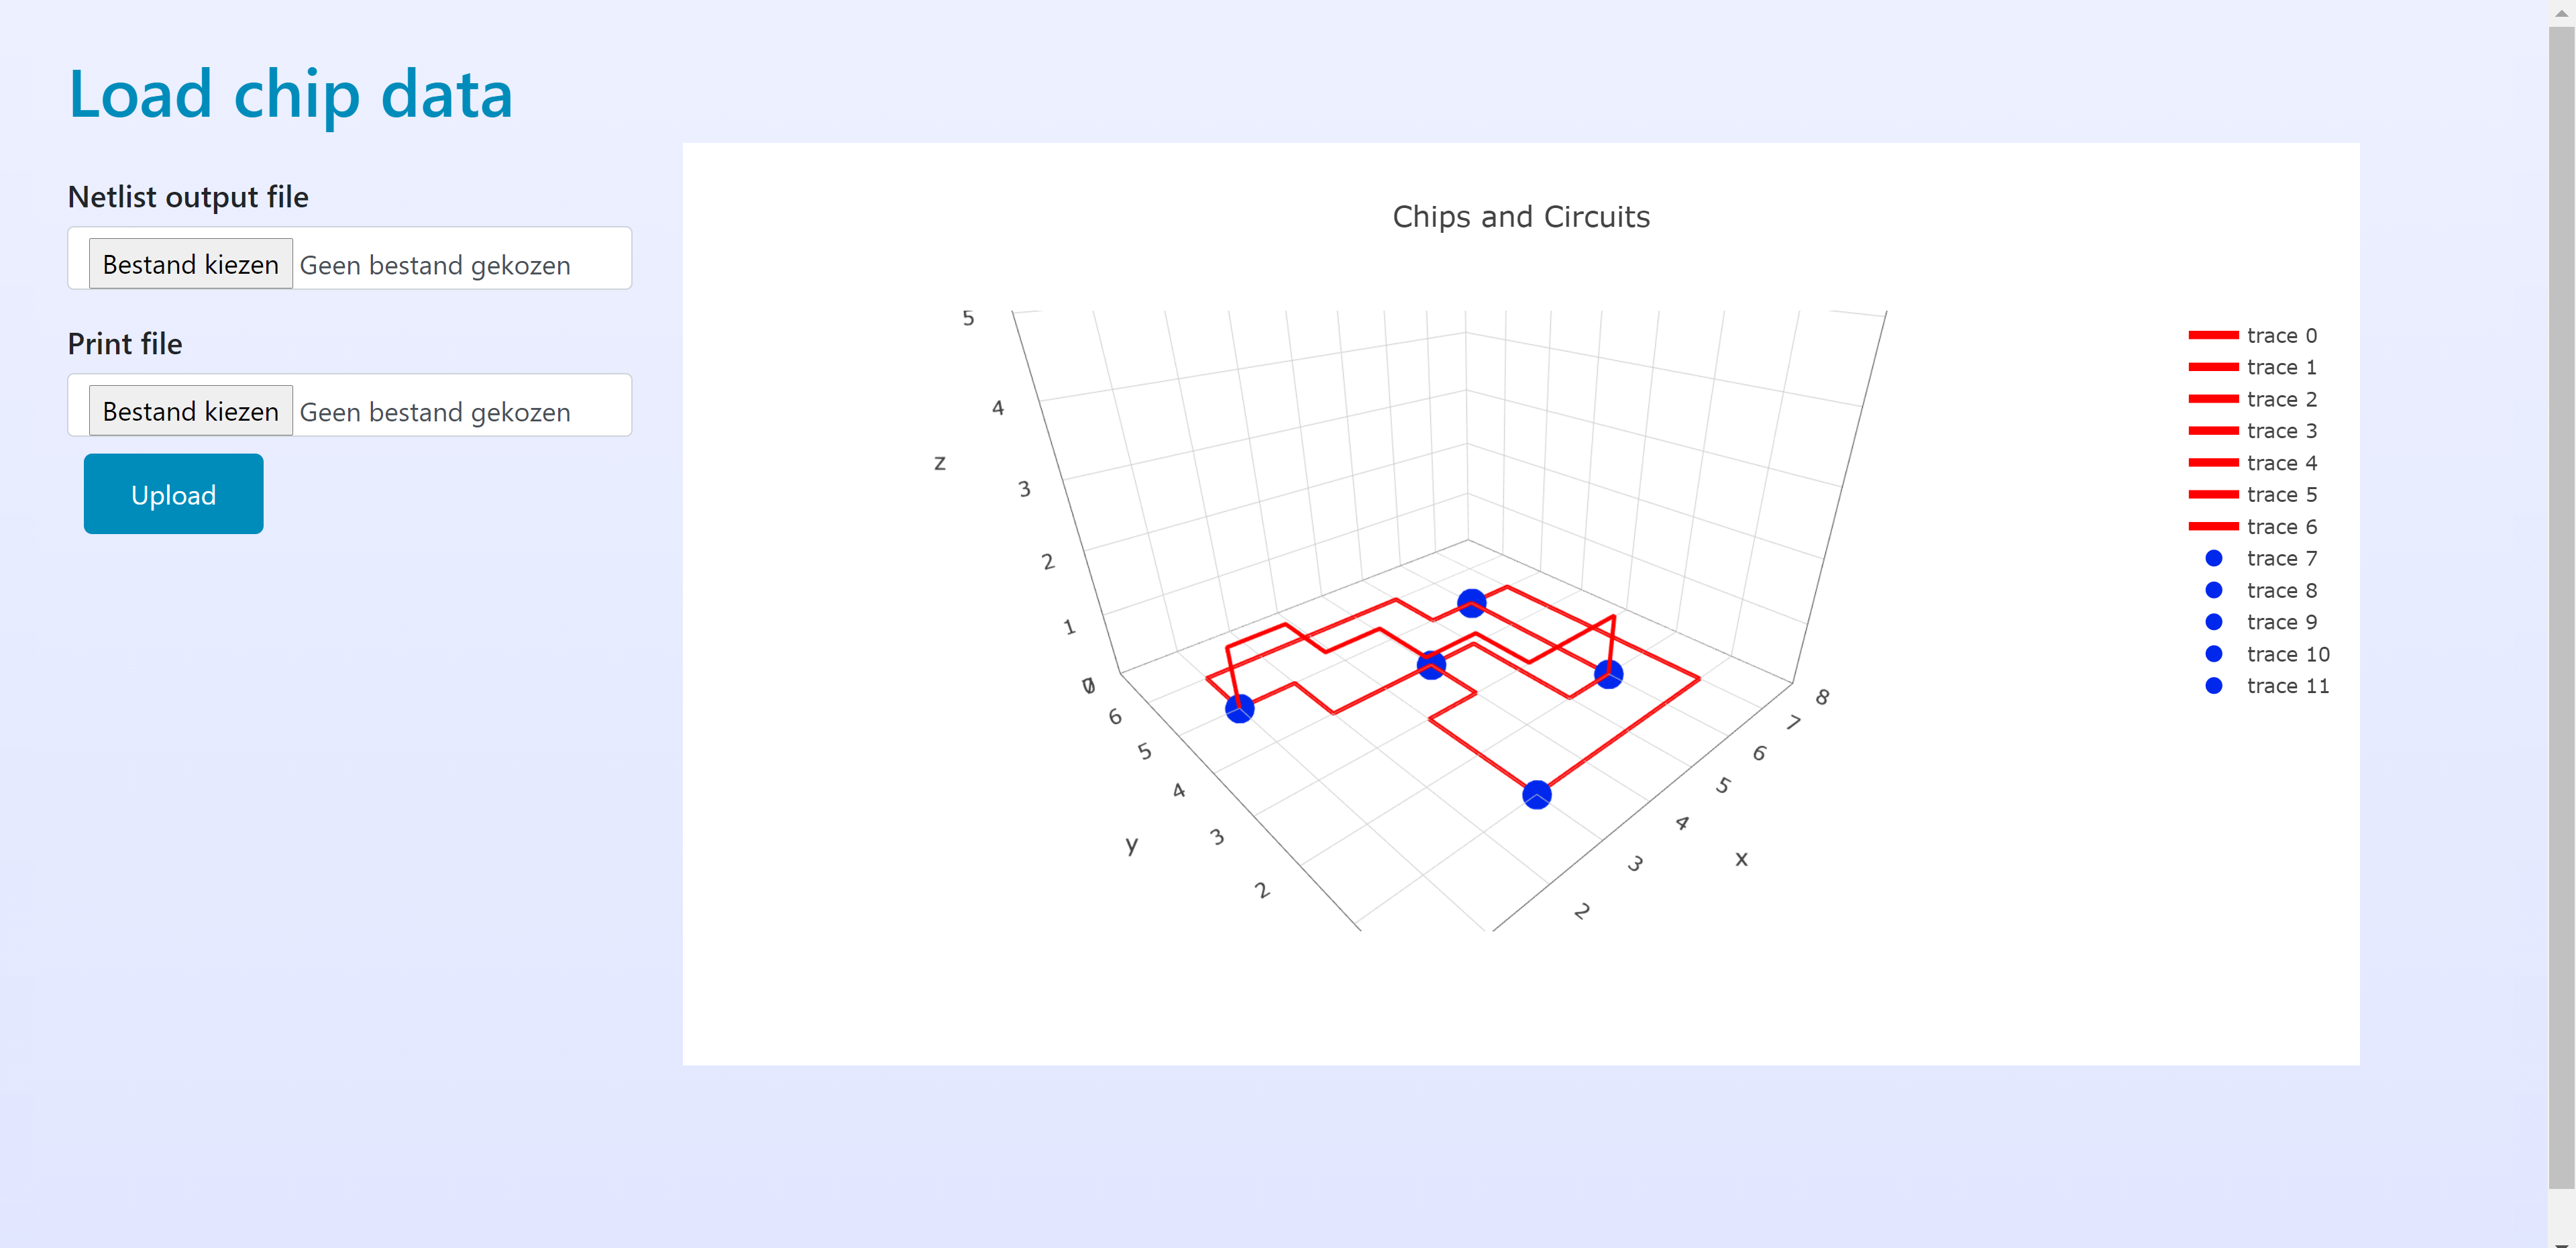 Load chip data
Netlist output file
Bestand kiezen Geen bestand gekozen
Print file
Bestand kiezen Geen bestand gekozen
Upload
Chips and Circuits
5
4
z
3
2
1
0
7
6
5
4
y
3
2
8
7
6
5
4
x
3
2
trace 0
trace 1
trace 2
trace 3
trace 4
trace 5
trace 6
trace 7
trace 8
trace 9
trace 10
trace 11